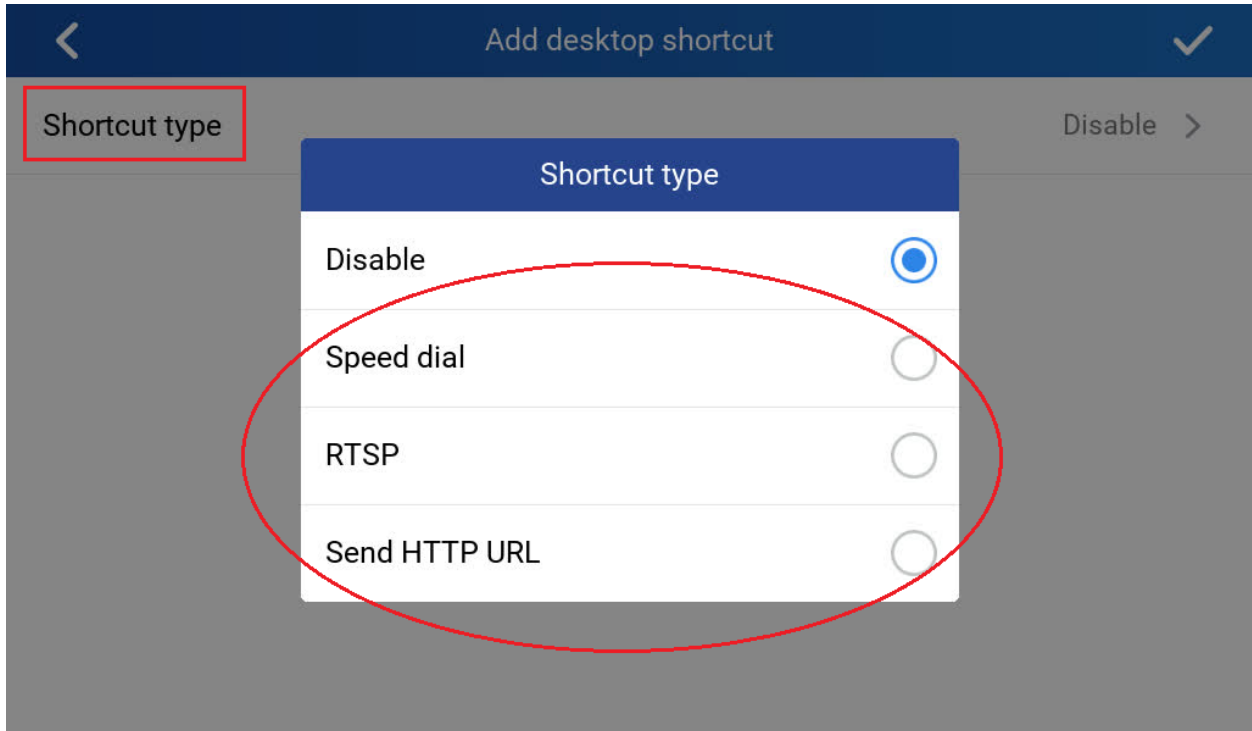 Add desktop shortcut
Shortcut type
Disable
Shortcut type
Disable
Speed dial
RTSP
Send HTTP URL